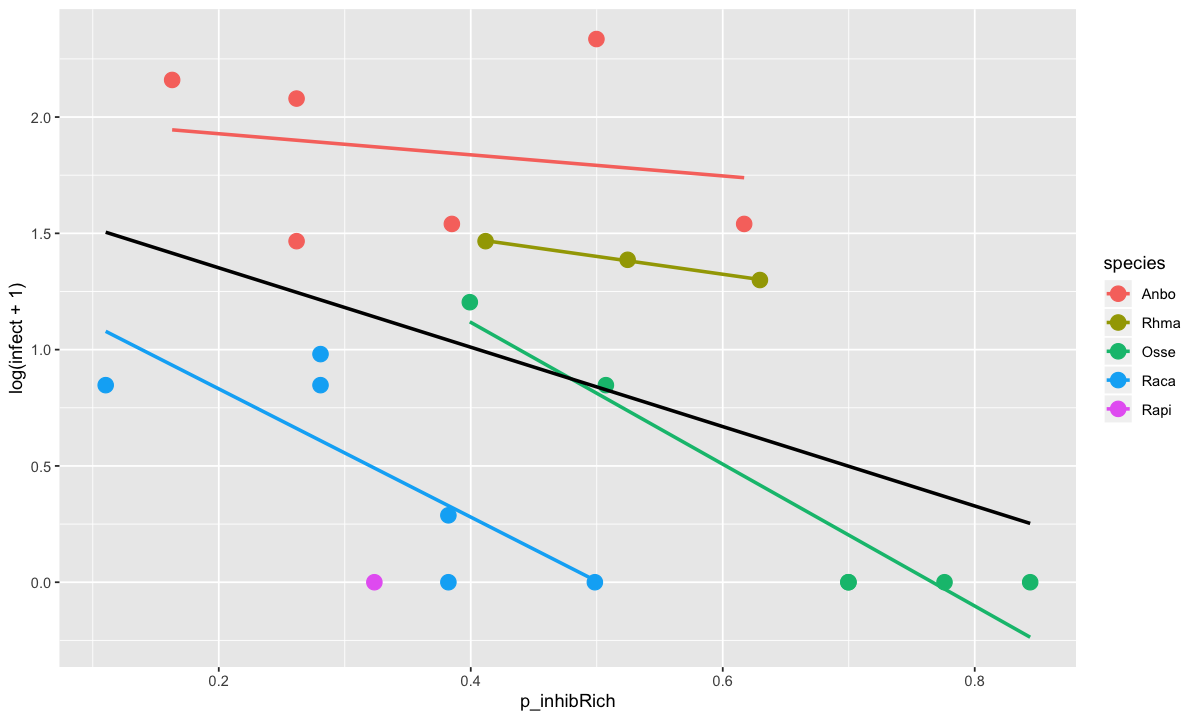 log(infect + 1)
2.0
1.5
1.0
0.5
0.0
0.2
0.4
0.6
0.8
p_inhibRich
species
Anbo
Rhma
Osse
Raca
Rapi